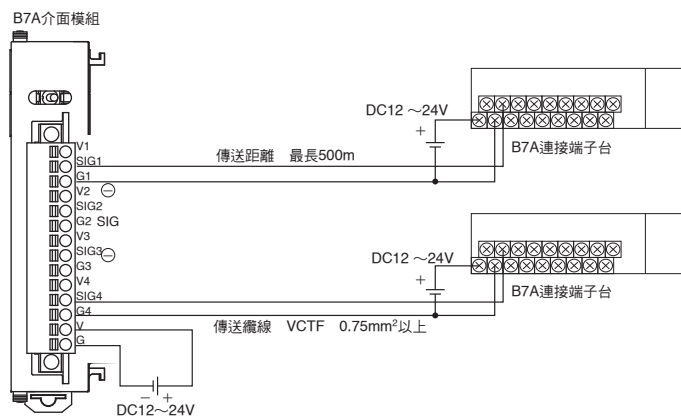 B7A介面模組
V1
SIG1
G1
V2 ⊖
SIG2
G2 SIG
V3
SIG3 ⊖
G3
V4
SIG4
G4
V
G
− +
DC12～24V
傳送距離 最長500m
DC12 ～24V
+
B7A連接端子台
DC12 ～24V
+
B7A連接端子台
傳送纜線 VCTF 0.75mm²以上